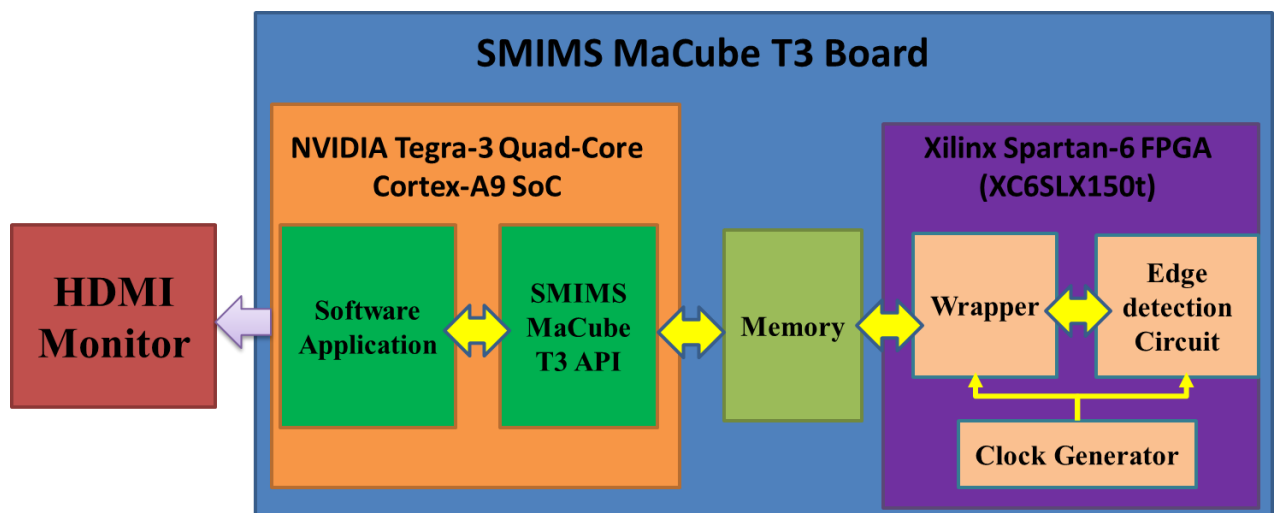 SMIMS MaCube T3 Board
NVIDIA Tegra-3 Quad-Core
Cortex-A9 SoC
Xilinx Spartan-6 FPGA
(XC6SLX150t)
HDMI
Monitor
Software
Application
SMIMS
MaCube
T3 API
Memory
Wrapper
Edge
detection
Circuit
Clock Generator